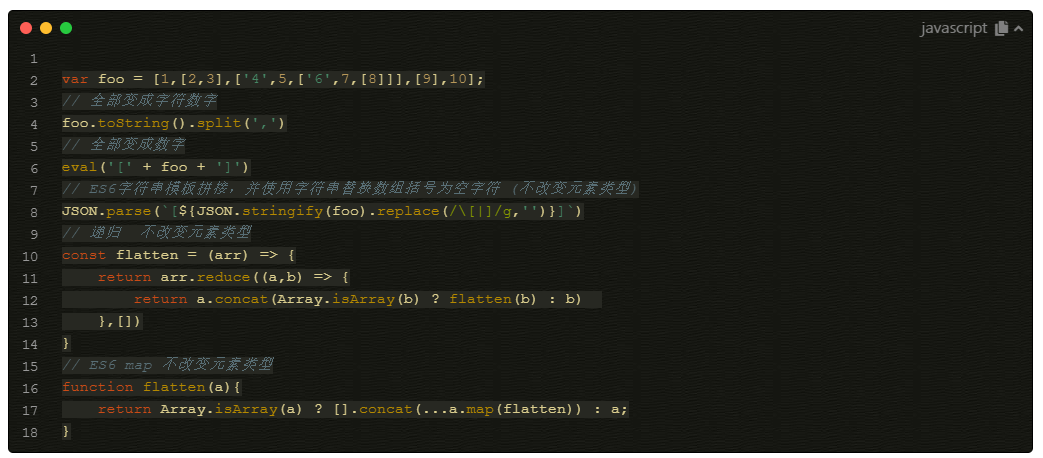 javascript
1
2 var foo = [1,[2,3],['4',5,['6',7,[8]]],[9],10];
3 // 全部变成字符数字
4 foo.toString().split(',')
5 // 全部变成数字
6 eval('[' + foo + ']')
7 // ES6字符串模板拼接，并使用字符串替换数组括号为空字符 (不改变元素类型)
8 JSON.parse(`[${JSON.stringify(foo).replace(/\[|]/g,'')}]`)
9 // 递归  不改变元素类型
10 const flatten = (arr) => {
11     return arr.reduce((a,b) => {
12         return a.concat(Array.isArray(b) ? flatten(b) : b)
13     },[])
14 }
15 // ES6 map 不改变元素类型
16 function flatten(a){
17     return Array.isArray(a) ? [].concat(...a.map(flatten)) : a;
18 }